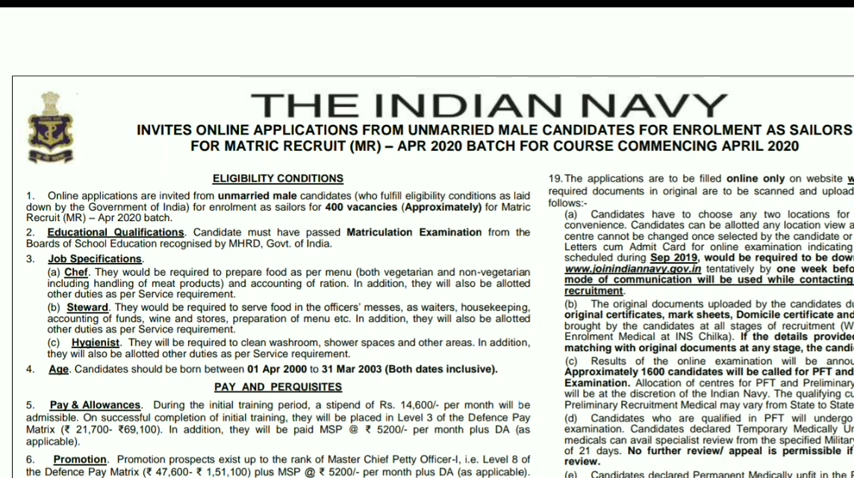 THE INDIAN NAVY
INVITES ONLINE APPLICATIONS FROM UNMARRIED MALE CANDIDATES FOR ENROLMENT AS SAILORS
FOR MATRIC RECRUIT (MR) – APR 2020 BATCH FOR COURSE COMMENCING APRIL 2020
ELIGIBILITY CONDITIONS
1. Online applications are invited from unmarried male candidates (who fulfill eligibility conditions as laid
down by the Government of India) for enrolment as sailors for 400 vacancies (Approximately) for Matric
Recruit (MR) – Apr 2020 batch.
2. Educational Qualifications. Candidate must have passed Matriculation Examination from the
Boards of School Education recognised by MHRD, Govt. of India.
3. Job Specifications.
(a) Chef. They would be required to prepare food as per menu (both vegetarian and non-vegetarian
including handling of meat products) and accounting of ration. In addition, they will also be allotted
other duties as per Service requirement.
(b) Steward. They would be required to serve food in the officers' messes, as waiters, housekeeping,
accounting of funds, wine and stores, preparation of menu etc. In addition, they will also be allotted
other duties as per Service requirement.
(c) Hygienist. They will be required to clean washroom, shower spaces and other areas. In addition,
they will also be allotted other duties as per Service requirement.
4. Age. Candidates should be born between 01 Apr 2000 to 31 Mar 2003 (Both dates inclusive).
PAY AND PERQUISITES
5. Pay & Allowances. During the initial training period, a stipend of Rs. 14,600/- per month will be
admissible. On successful completion of initial training, they will be placed in Level 3 of the Defence Pay
Matrix (₹ 21,700- ₹69,100). In addition, they will be paid MSP @ ₹ 5200/- per month plus DA (as
applicable).
6. Promotion. Promotion prospects exist up to the rank of Master Chief Petty Officer-I, i.e. Level 8 of
the Defence Pay Matrix (₹ 47,600- ₹ 1,51,100) plus MSP @ ₹ 5200/- per month plus DA (as applicable).
19. The applications are to be filled online only on website
required documents in original are to be scanned and upload
follows:-
(a) Candidates have to choose any two locations for
convenience. Candidates can be allotted any location view a
centre cannot be changed once selected by the candidate or
Letters cum Admit Card for online examination indicating
scheduled during Sep 2019, would be required to be dow
www.joinindiannavy.gov.in tentatively by one week befo
mode of communication will be used while contacting
recruitment.
(b) The original documents uploaded by the candidates du
original certificates, mark sheets, Domicile certificate and
brought by the candidates at all stages of recruitment (W
Enrolment Medical at INS Chilka). If the details provide
matching with original documents at any stage, the candi
(c) Results of the online examination will be annou
Approximately 1600 candidates will be called for PFT and
Examination. Allocation of centres for PFT and Preliminary
will be at the discretion of the Indian Navy. The qualifying cu
Preliminary Recruitment Medical may vary from State to State
(d) Candidates who are qualified in PFT will undergo
examination. Candidates declared Temporary Medically Un
medicals can avail specialist review from the specified Militar
of 21 days. No further review/ appeal is permissible if
review.
(e) Candidates declared Permanent Medically unfit in the